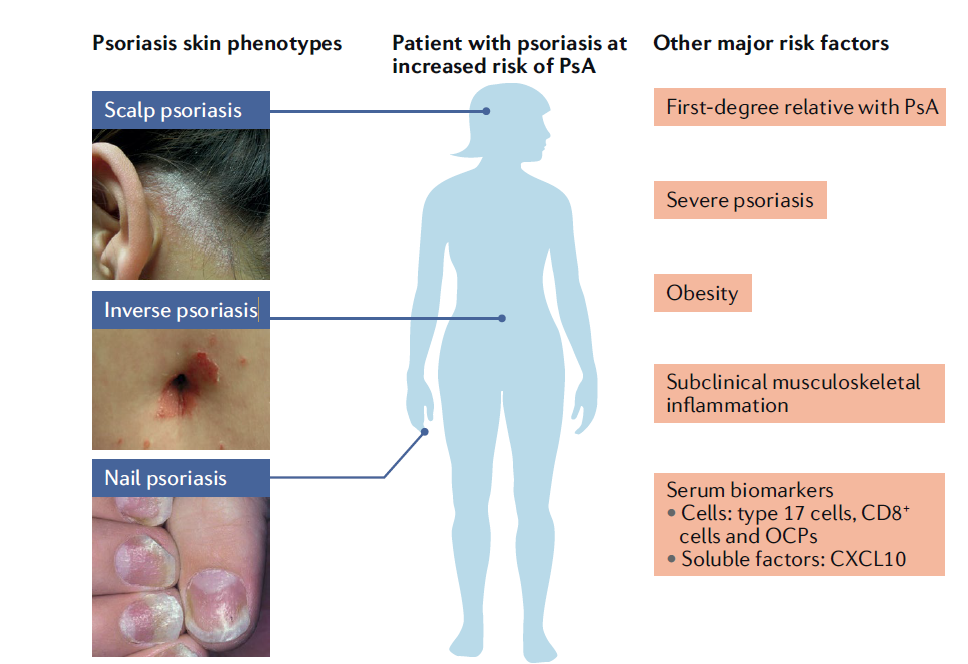 Psoriasis skin phenotypes
Scalp psoriasis
Inverse psoriasis
Nail psoriasis
Patient with psoriasis at
increased risk of PsA
Other major risk factors
First-degree relative with PsA
Severe psoriasis
Obesity
Subclinical musculoskeletal
inflammation
Serum biomarkers
• Cells: type 17 cells, CD8⁺
cells and OCPs
• Soluble factors: CXCL10